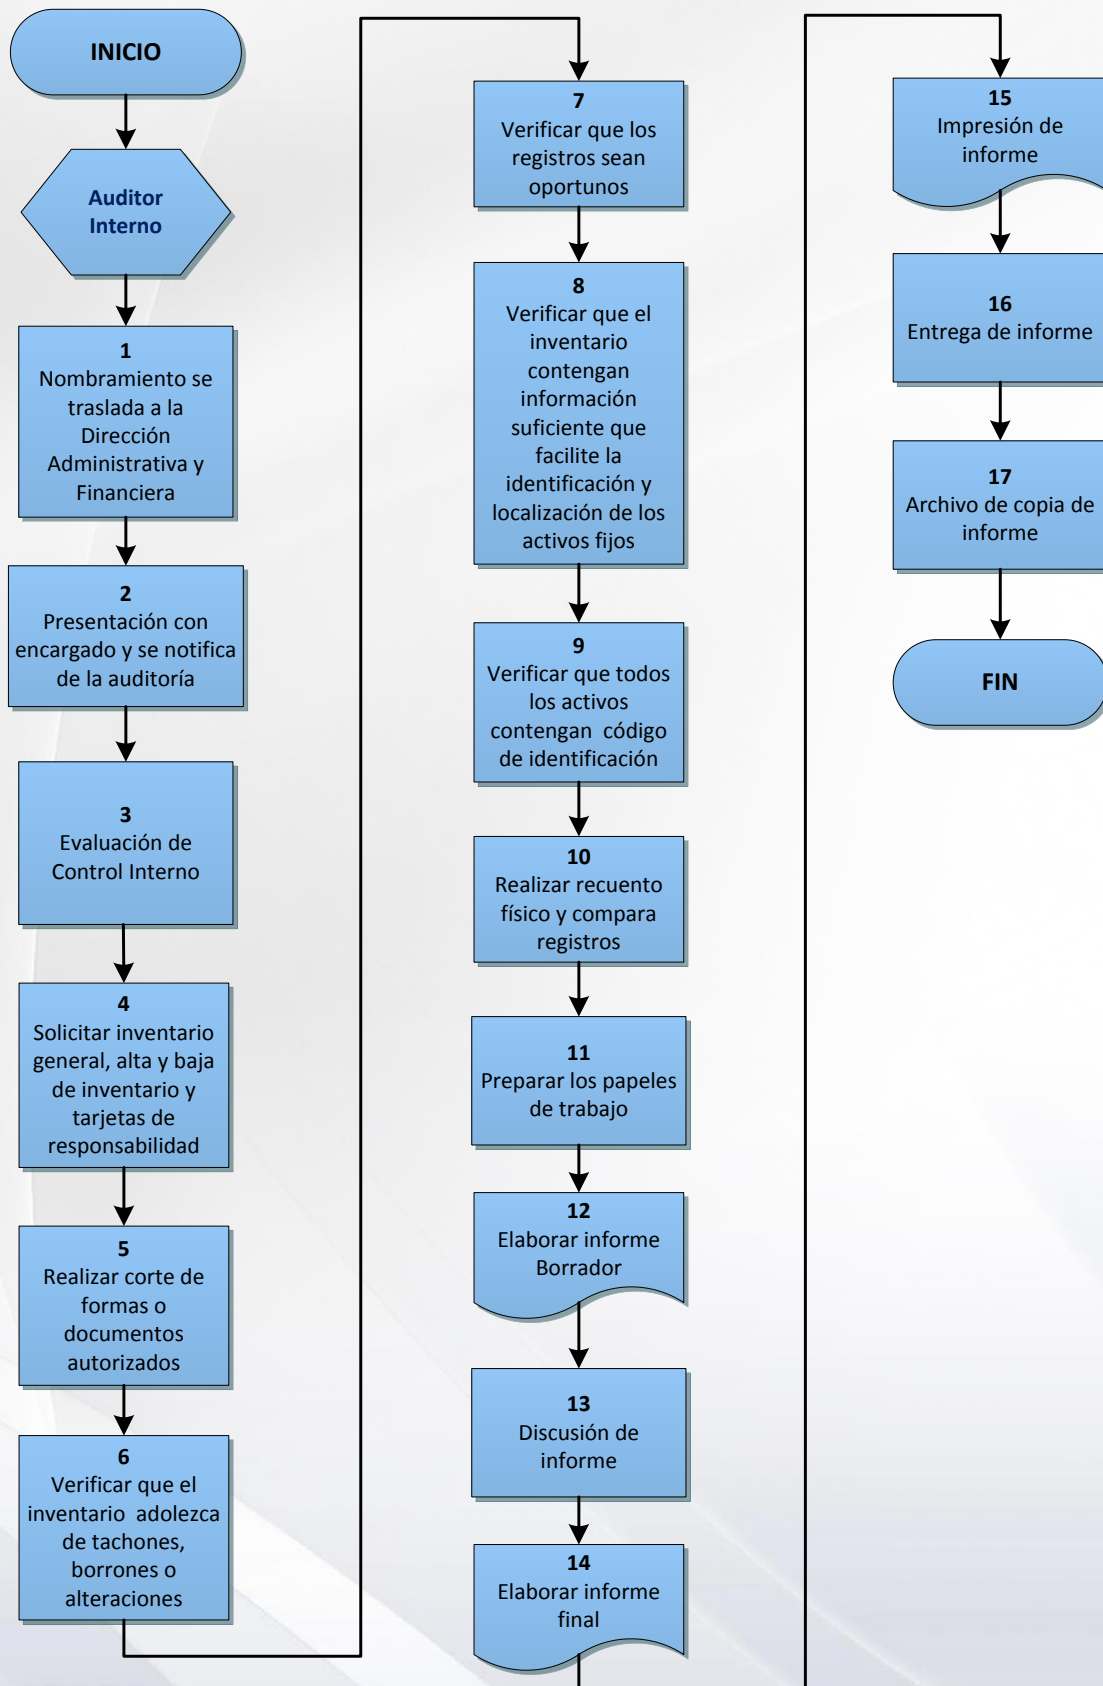 INICIO
Auditor
Interno
1
Nombramiento se
traslada a la
Dirección
Administrativa y
Financiera
2
Presentación con
encargado y se notifica
de la auditoría
3
Evaluación de
Control Interno
4
Solicitar inventario
general, alta y baja
de inventario y
tarjetas de
responsabilidad
5
Realizar corte de
formas o
documentos
autorizados
6
Verificar que el
inventario adolezca
de tachones,
borrones o
alteraciones
7
Verificar que los
registros sean
oportunos
8
Verificar que el
inventario
contengan
información
suficiente que
facilite la
identificación y
localización de los
activos fijos
9
Verificar que todos
los activos
contengan código
de identificación
10
Realizar recuento
físico y compara
registros
11
Preparar los papeles
de trabajo
12
Elaborar informe
Borrador
13
Discusión de
informe
14
Elaborar informe
final
15
Impresión de
informe
16
Entrega de informe
17
Archivo de copia de
informe
FIN